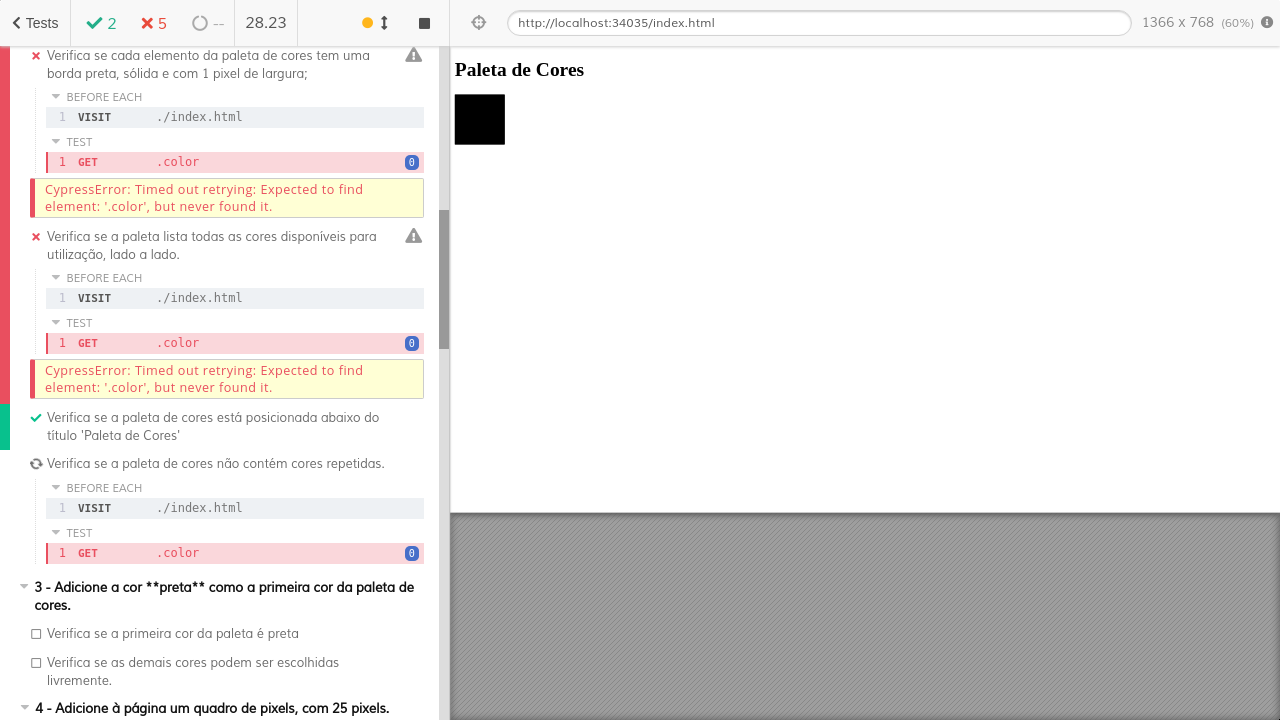 Tests 2 5 -- 28.23 http://localhost:34035/index.html 1366 x 768 (60%)
Verifica se cada elemento da paleta de cores tem uma
borda preta, sólida e com 1 pixel de largura;
BEFORE EACH
1 VISIT ./index.html
TEST
1 GET .color 0
CypressError: Timed out retrying: Expected to find
element: '.color', but never found it.
Verifica se a paleta lista todas as cores disponíveis para
utilização, lado a lado.
BEFORE EACH
1 VISIT ./index.html
TEST
1 GET .color 0
CypressError: Timed out retrying: Expected to find
element: '.color', but never found it.
Verifica se a paleta de cores está posicionada abaixo do
título 'Paleta de Cores'
Verifica se a paleta de cores não contém cores repetidas.
BEFORE EACH
1 VISIT ./index.html
TEST
1 GET .color 0
3 - Adicione a cor **preta** como a primeira cor da paleta de
cores.
Verifica se a primeira cor da paleta é preta
Verifica se as demais cores podem ser escolhidas
livremente.
4 - Adicione à página um quadro de pixels, com 25 pixels.
Paleta de Cores